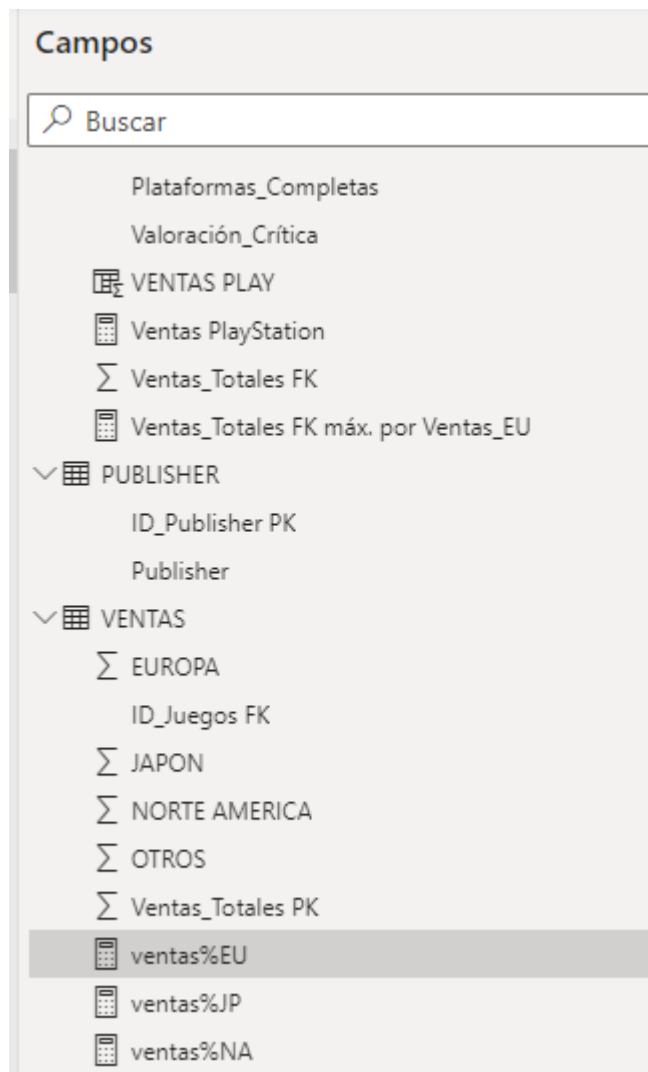 Campos
Buscar
Plataformas_Completas
Valoración_Crítica
VENTAS PLAY
Ventas PlayStation
Ventas_Totales FK
Ventas_Totales FK máx. por Ventas_EU
PUBLISHER
ID_Publisher PK
Publisher
VENTAS
EUROPA
ID_Juegos FK
JAPON
NORTE AMERICA
OTROS
Ventas_Totales PK
ventas%EU
ventas%JP
ventas%NA